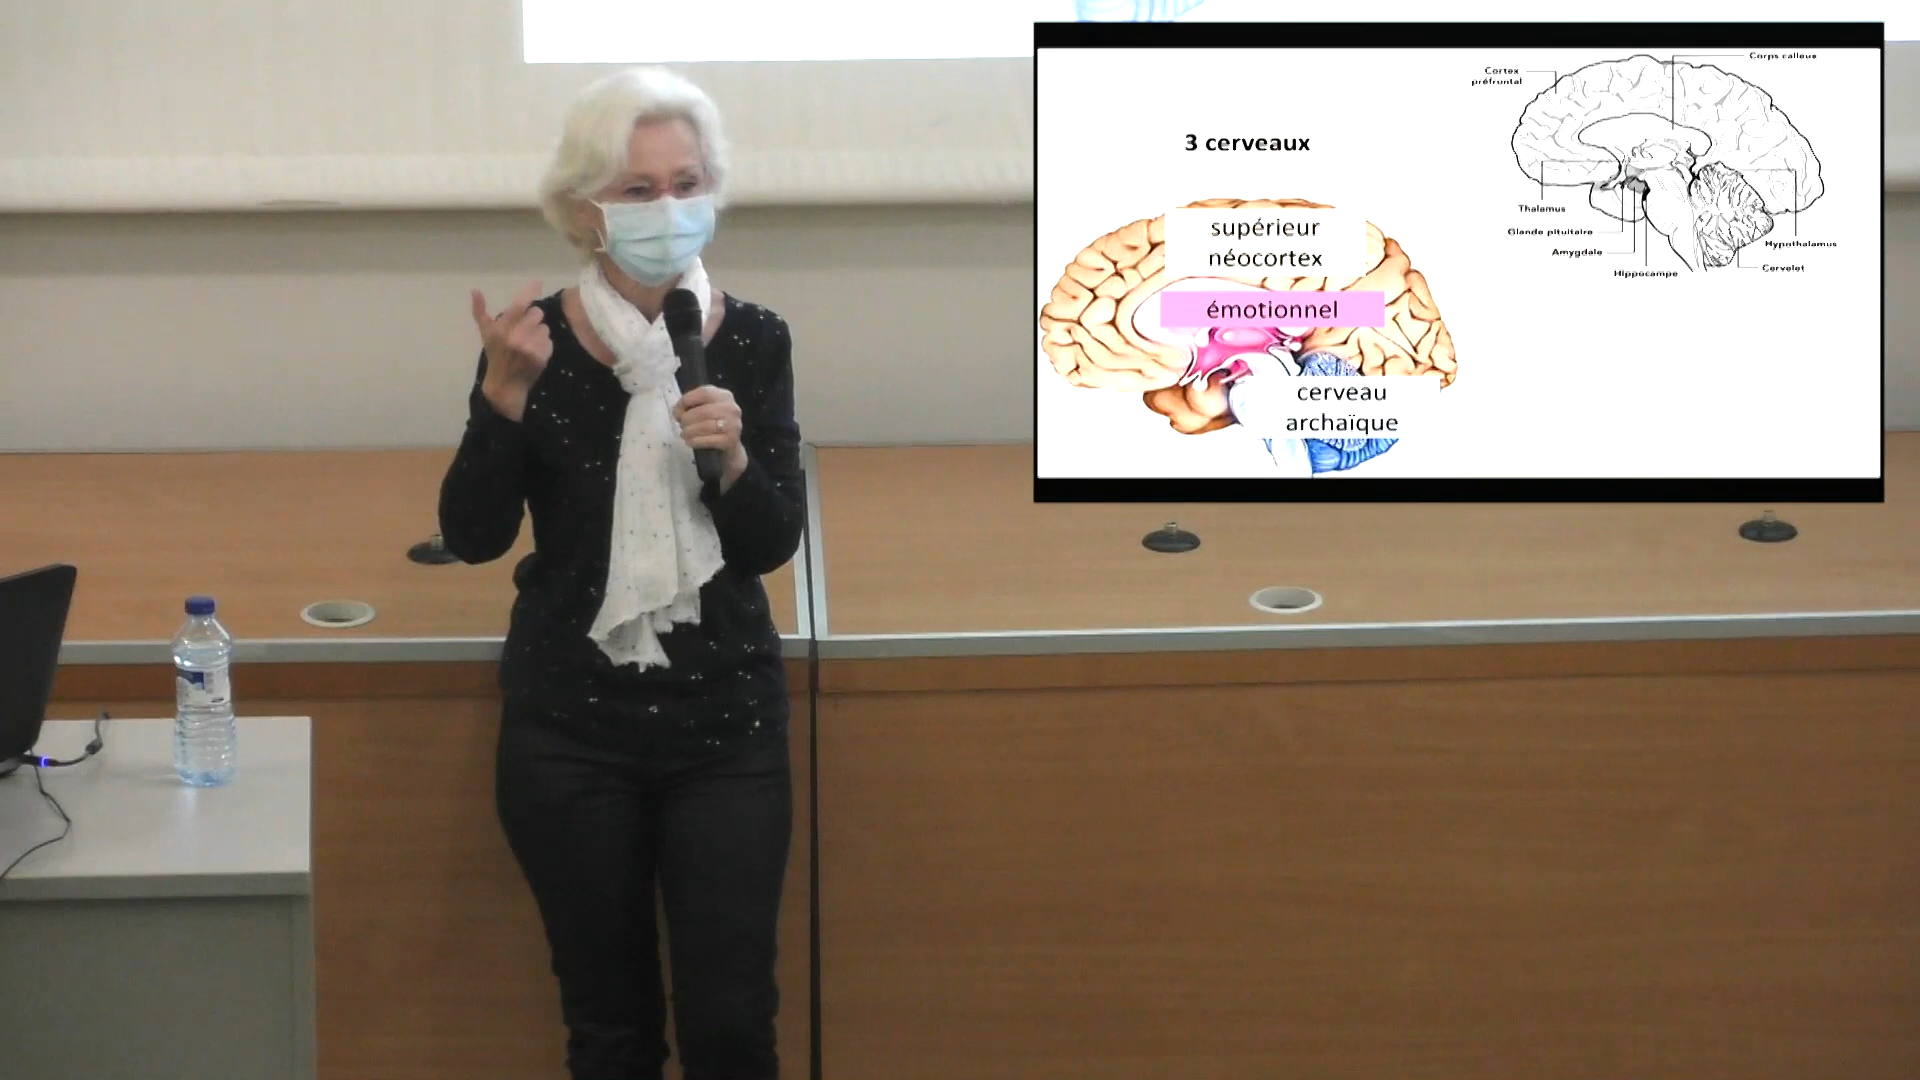 3 cerveaux
supérieur
néocortex
émotionnel
cerveau
archaïque
Corps calleux
Cortex
préfrontal
Thalamus
Glande pituitaire
Amygdale
Hippocampe
Hypothalamus
Cervelet